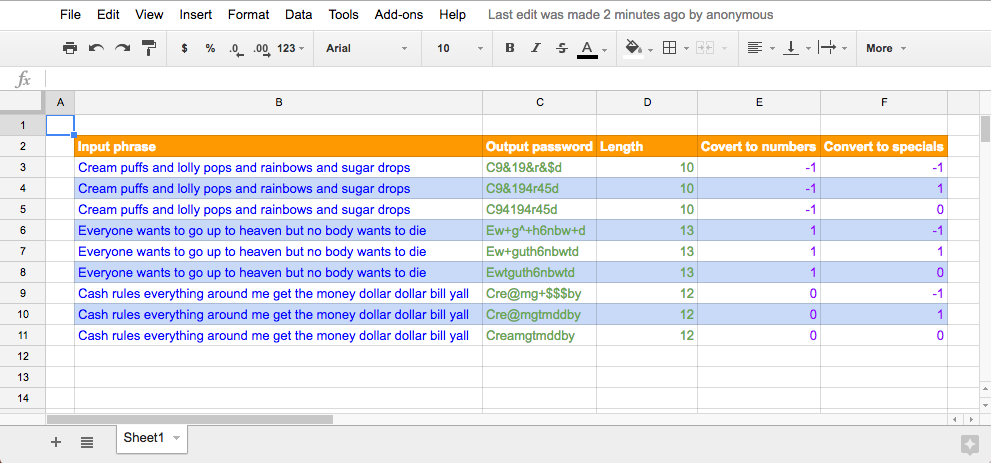 File Edit View Insert Format Data Tools Add-ons Help Last edit was made 2 minutes ago by anonymous
$ % .0 .00 123 Arial 10 B I S A More
fx
A B C D E F
1
2 Input phrase Output password Length Covert to numbers Convert to specials
3 Cream puffs and lolly pops and rainbows and sugar drops C9&19&r&$d 10 -1 -1
4 Cream puffs and lolly pops and rainbows and sugar drops C9&194r45d 10 -1 1
5 Cream puffs and lolly pops and rainbows and sugar drops C94194r45d 10 -1 0
6 Everyone wants to go up to heaven but no body wants to die Ew+g^+h6nbw+d 13 1 -1
7 Everyone wants to go up to heaven but no body wants to die Ew+guth6nbwtd 13 1 1
8 Everyone wants to go up to heaven but no body wants to die Ewtguth6nbwtd 13 1 0
9 Cash rules everything around me get the money dollar dollar bill yall Cre@mg+$$$by 12 0 -1
10 Cash rules everything around me get the money dollar dollar bill yall Cre@mgtmddby 12 0 1
11 Cash rules everything around me get the money dollar dollar bill yall Creamgtmddby 12 0 0
12
13
14
Sheet1